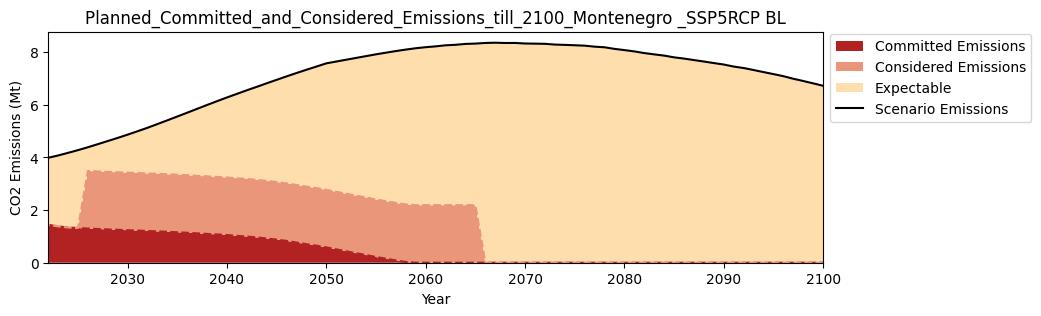 Planned_Committed_and_Considered_Emissions_till_2100_Montenegro _SSP5RCP BL
CO2 Emissions (Mt)
8
6
4
2
0
2030 2040 2050 2060 2070 2080 2090 2100
Year
Committed Emissions
Considered Emissions
Expectable
Scenario Emissions